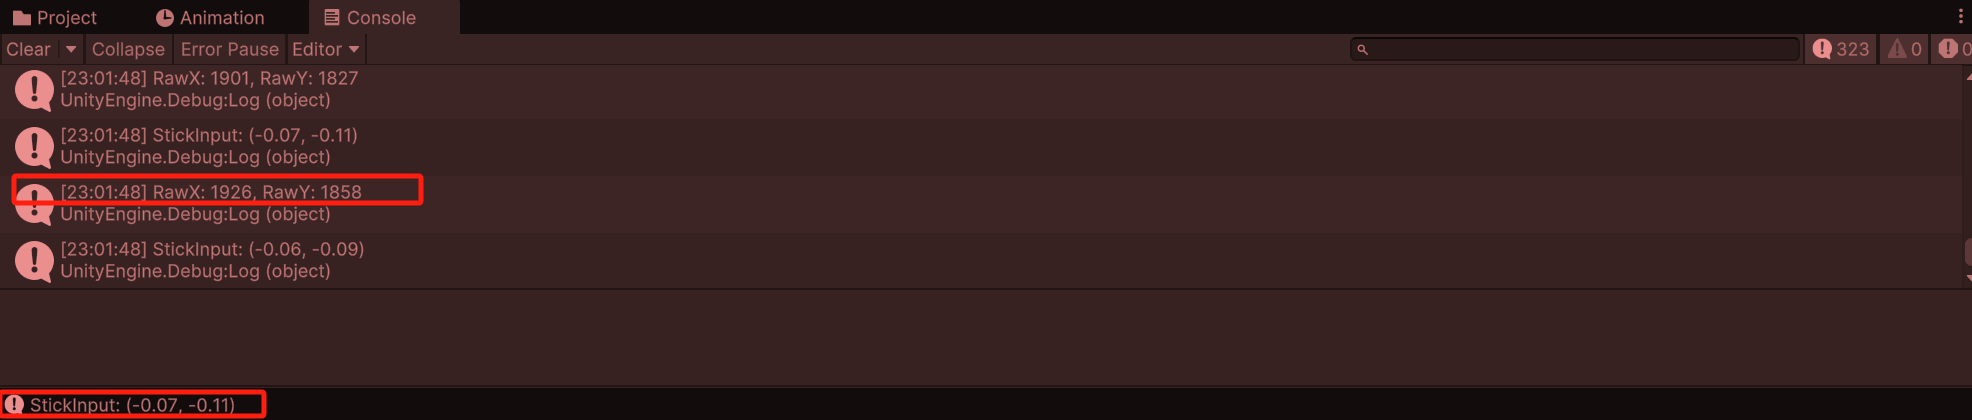 Project Animation Console
Clear Collapse Error Pause Editor 323 0 0
[23:01:48] RawX: 1901, RawY: 1827
UnityEngine.Debug:Log (object)
[23:01:48] StickInput: (-0.07, -0.11)
UnityEngine.Debug:Log (object)
[23:01:48] RawX: 1926, RawY: 1858
UnityEngine.Debug:Log (object)
[23:01:48] StickInput: (-0.06, -0.09)
UnityEngine.Debug:Log (object)
StickInput: (-0.07, -0.11)